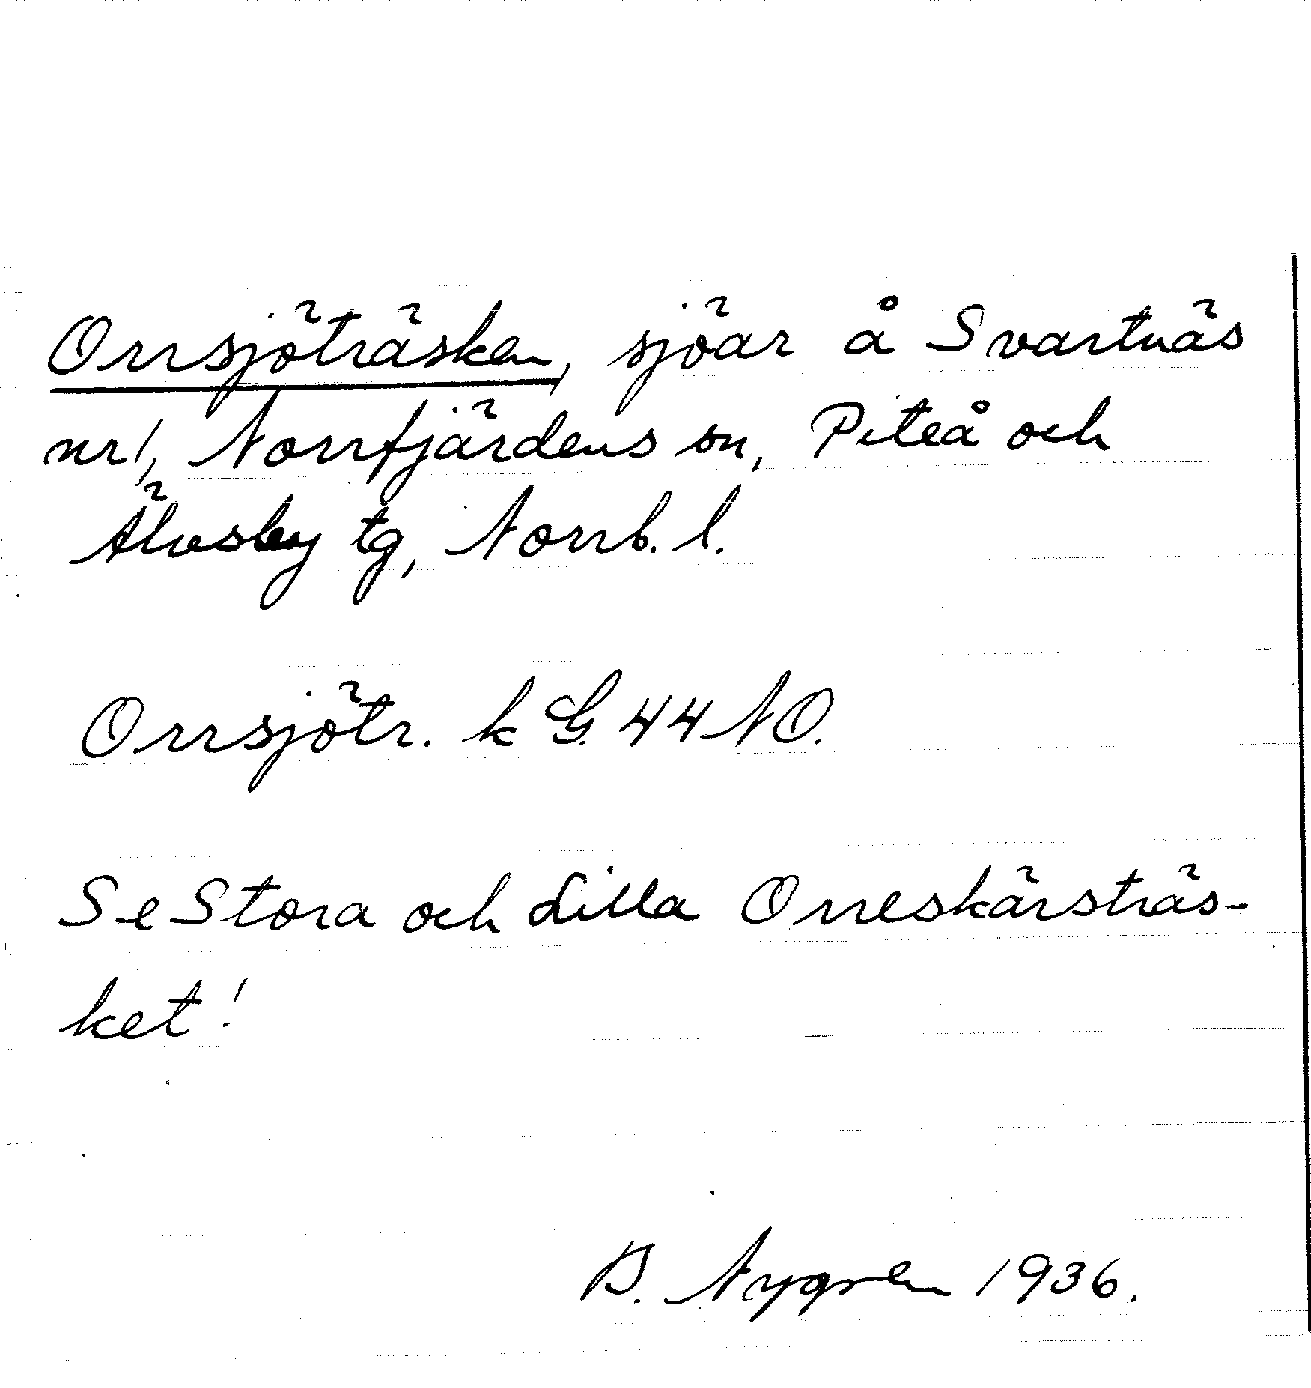 Orrsjöträsken, sjöar å Svartnäs
nr 1, Norrfjärdens sn, Piteå och
Älvsby tg, Norrb. l.
Orrsjötr. k G. 44 NO.
Se Stora och Lilla Orreskärsträs-
ket!
B. Nygren 1936.